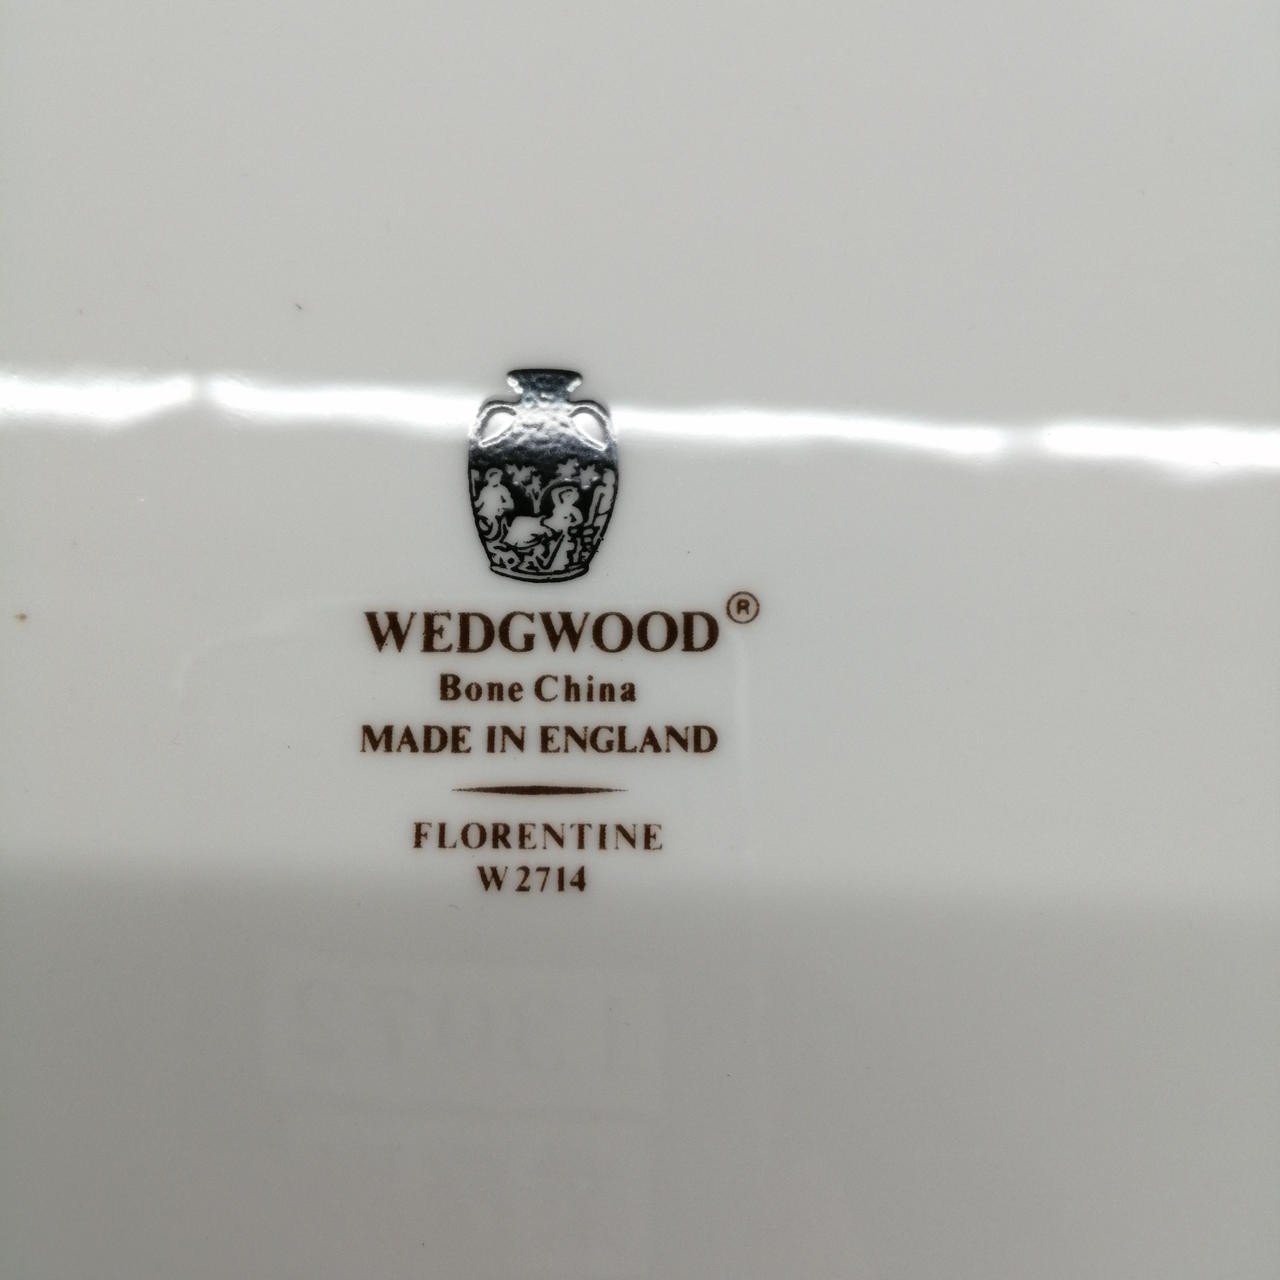 WEDGWOOD®
Bone China
MADE IN ENGLAND
FLORENTINE
W2714